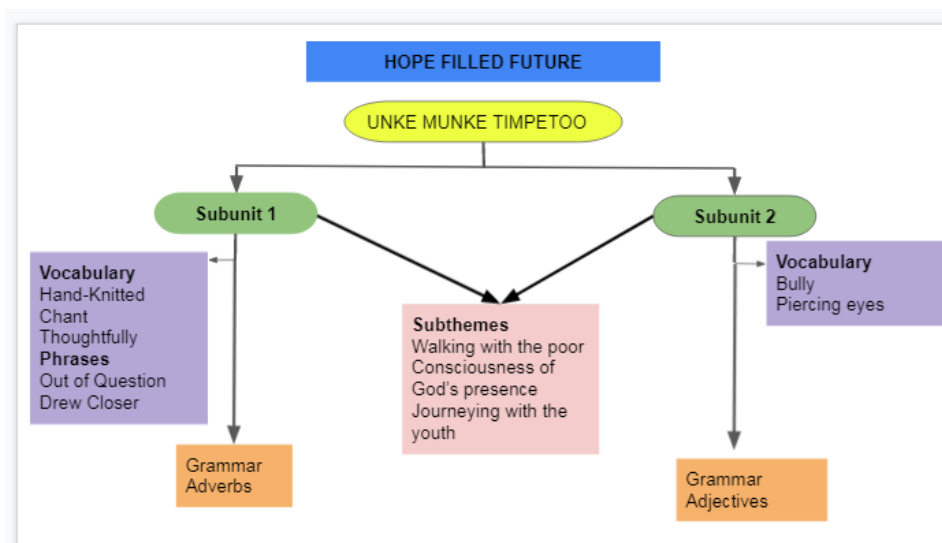 HOPE FILLED FUTURE
UNKE MUNKE TIMPETOO
Subunit 1
Subunit 2
Vocabulary
Hand-Knitted
Chant
Thoughtfully
Phrases
Out of Question
Drew Closer
Subthemes
Walking with the poor
Consciousness of
God's presence
Journeying with the
youth
Vocabulary
Bully
Piercing eyes
Grammar
Adverbs
Grammar
Adjectives